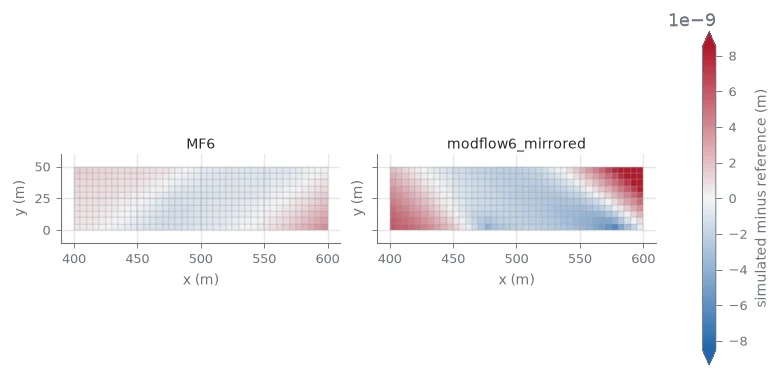 1e−9
MF6
modflow6_mirrored
50
25
0
y (m)
400
450
500
550
600
x (m)
y (m)
400
450
500
550
600
x (m)
8
6
4
2
0
−2
−4
−6
−8
simulated minus reference (m)